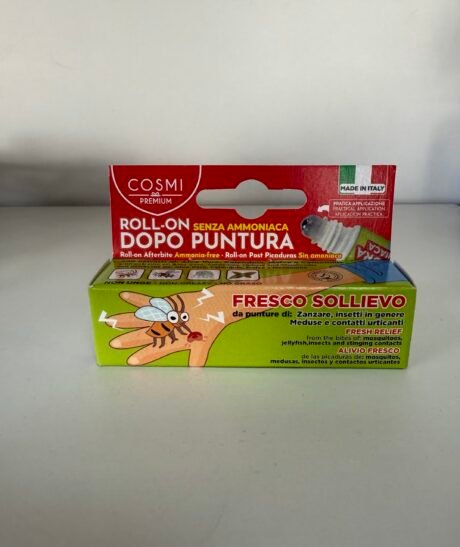 COSMI
PREMIUM
MADE IN ITALY
PRATICA APPLICAZIONE
PRACTICAL APPLICATION
APLICACION PRACTICA
ROLL-ON SENZA AMMONIACA
DOPO PUNTURA
Roll-on Afterbite Ammonia-free - Roll-on Post Picaduras Sin amoniaco
FRESCO SOLLIEVO
da punture di: Zanzare, insetti in genere
Meduse e contatti urticanti
FRESH RELIEF
from the bites of: mosquitoes,
jellyfish,insects and stinging contacts
ALIVIO FRESCO
de las picaduras de: mosquitos,
medusas, insectos y contactos urticantes